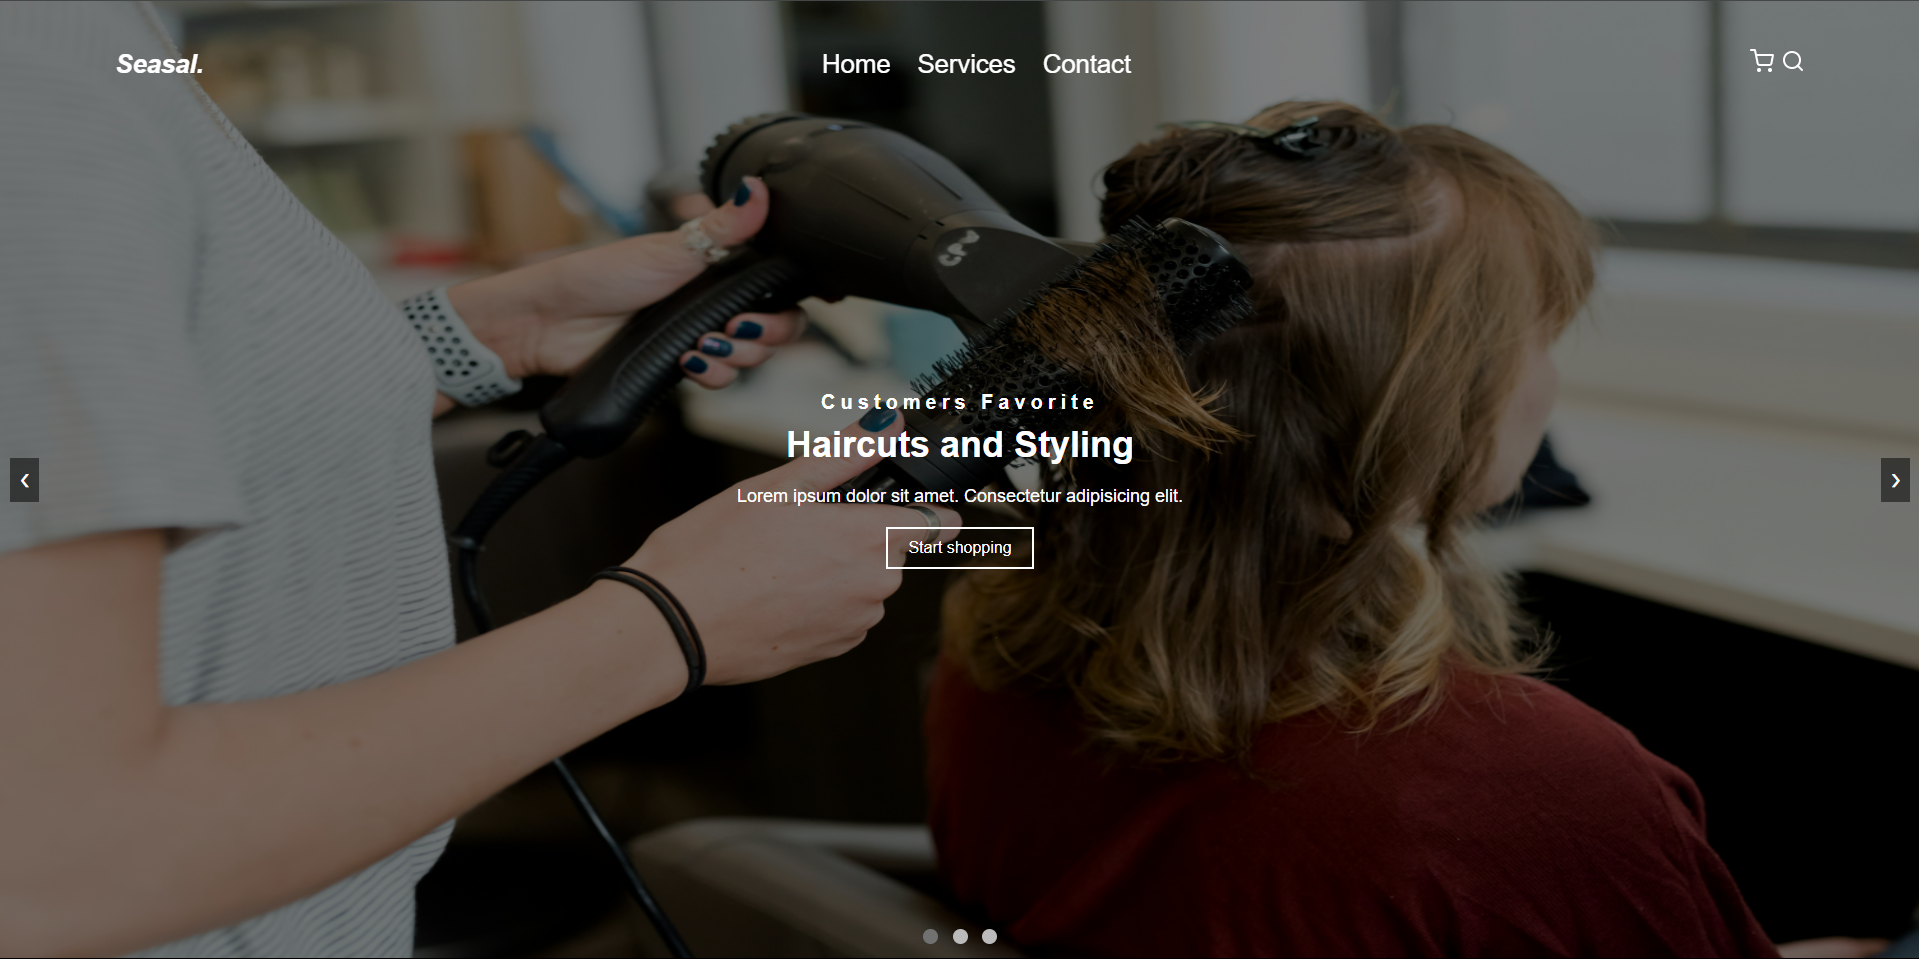 Seasal.
Home Services Contact
Customers Favorite
Haircuts and Styling
Lorem ipsum dolor sit amet. Consectetur adipisicing elit.
Start shopping